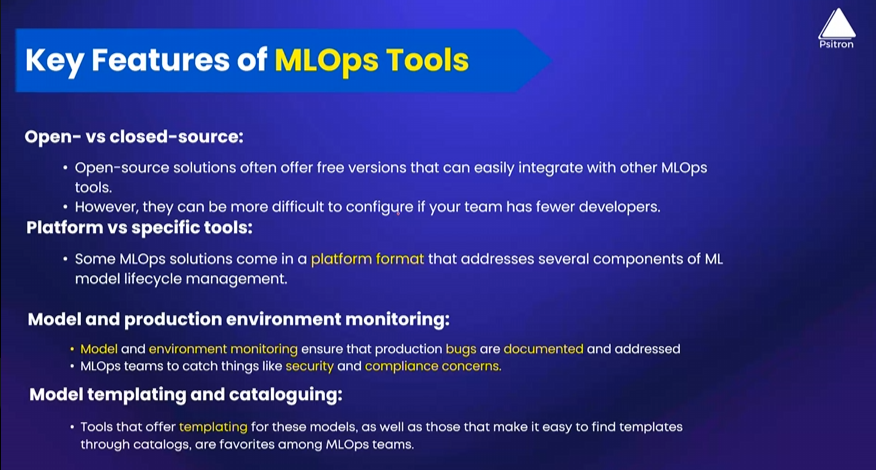 Psitron
Key Features of MLOps Tools
Open- vs closed-source:
• Open-source solutions often offer free versions that can easily integrate with other MLOps
tools.
• However, they can be more difficult to configure if your team has fewer developers.
Platform vs specific tools:
• Some MLOps solutions come in a platform format that addresses several components of ML
model lifecycle management.
Model and production environment monitoring:
• Model and environment monitoring ensure that production bugs are documented and addressed
• MLOps teams to catch things like security and compliance concerns.
Model templating and cataloguing:
• Tools that offer templating for these models, as well as those that make it easy to find templates
through catalogs, are favorites among MLOps teams.